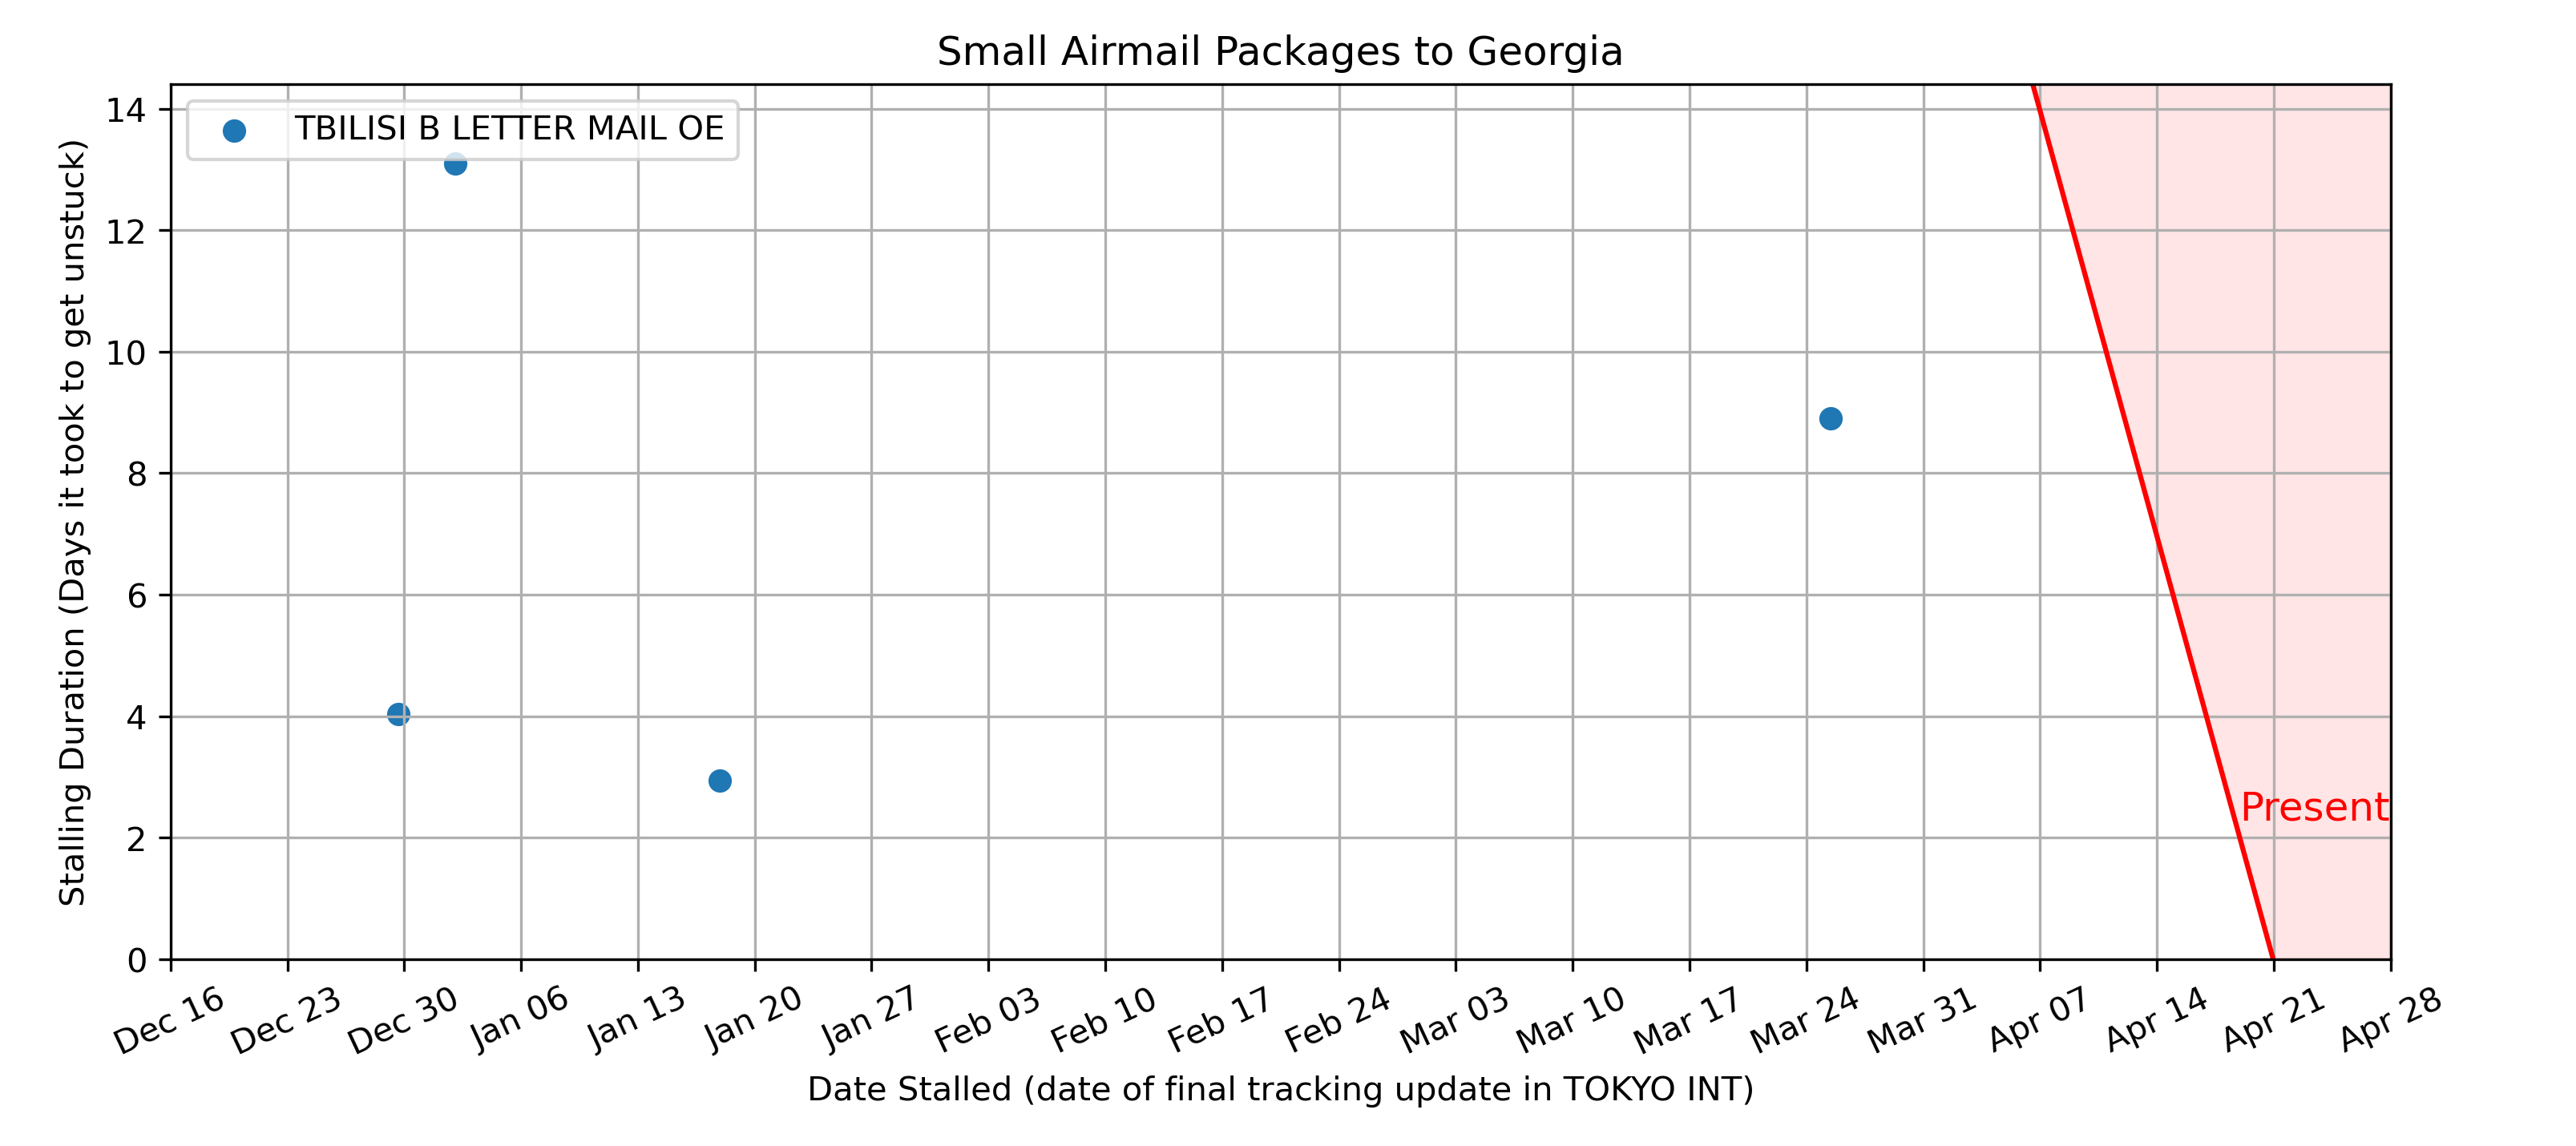 Small Airmail Packages to Georgia
TBILISI B LETTER MAIL OE
Stalling Duration (Days it took to get unstuck)
14
12
10
8
6
4
2
0
Present
Dec 16
Dec 23
Dec 30
Jan 06
Jan 13
Jan 20
Jan 27
Feb 03
Feb 10
Feb 17
Feb 24
Mar 03
Mar 10
Mar 17
Mar 24
Mar 31
Apr 07
Apr 14
Apr 21
Apr 28
Date Stalled (date of final tracking update in TOKYO INT)